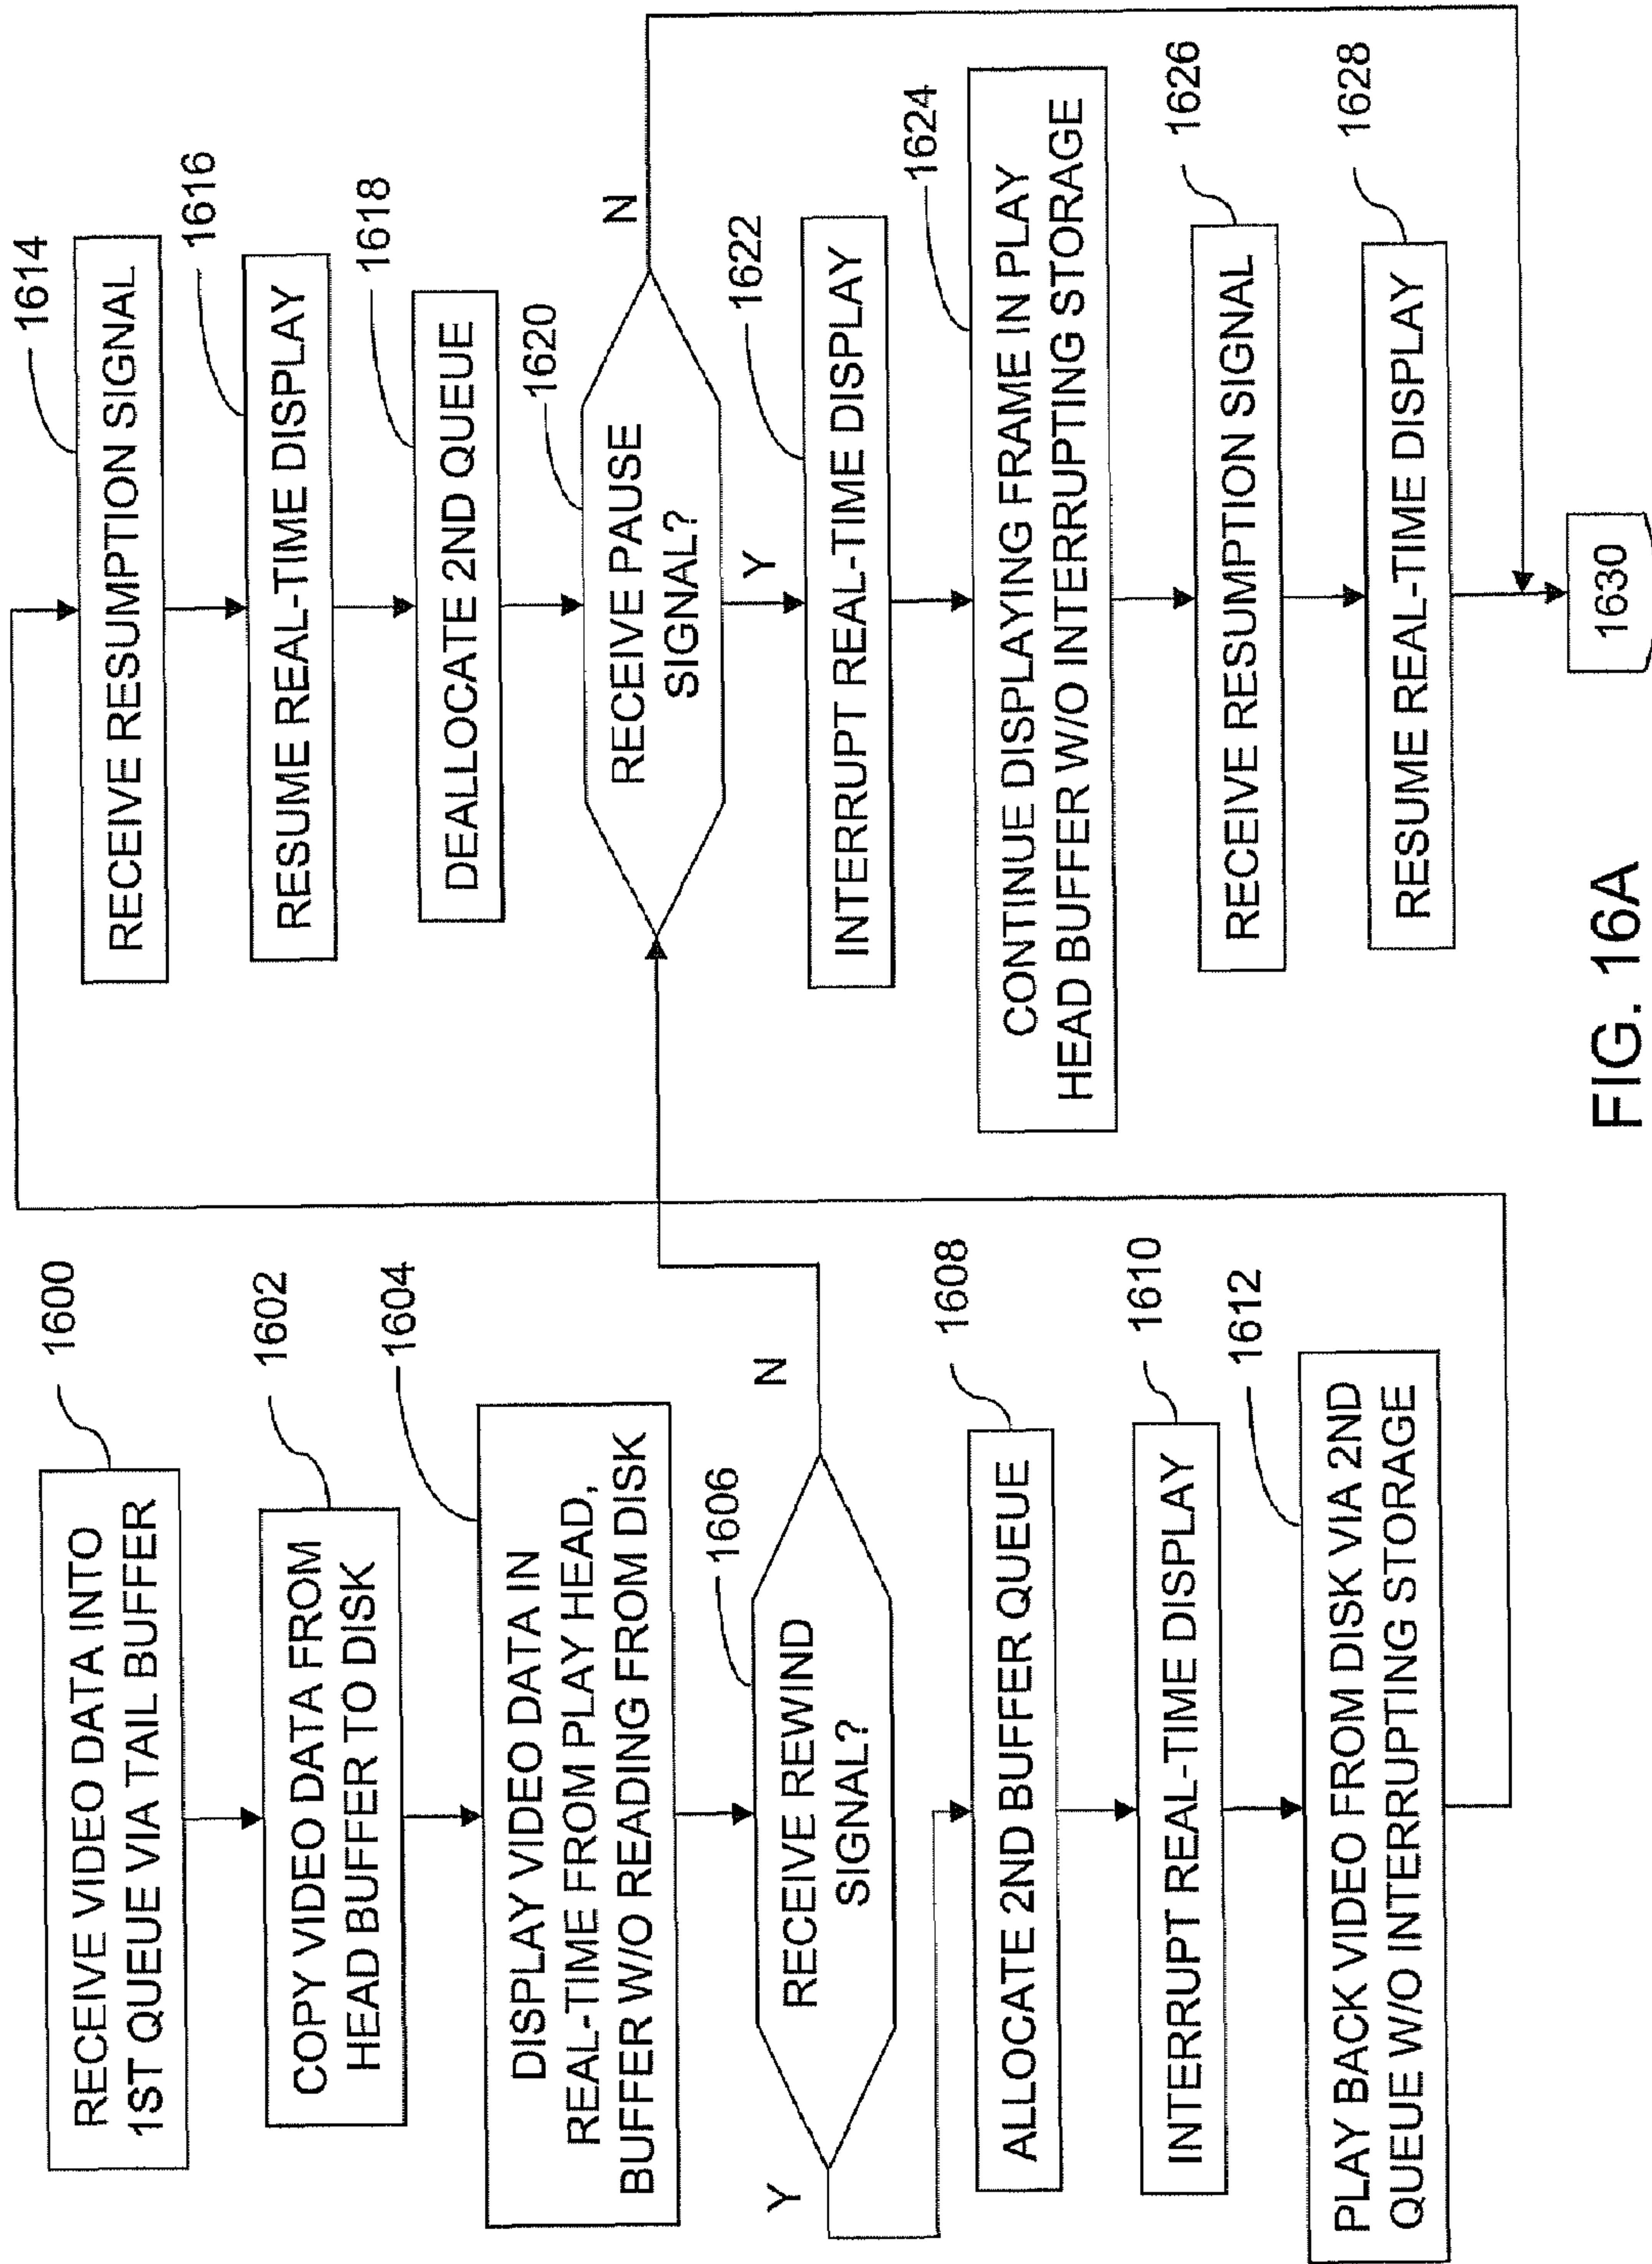 1600
RECEIVE VIDEO DATA INTO
1ST QUEUE VIA TAIL BUFFER
1602
COPY VIDEO DATA FROM
HEAD BUFFER TO DISK
1604
DISPLAY VIDEO DATA IN
REAL-TIME FROM PLAY HEAD,
BUFFER W/O READING FROM DISK
1606
RECEIVE REWIND
SIGNAL?
N
Y
1608
ALLOCATE 2ND BUFFER QUEUE
1610
INTERRUPT REAL-TIME DISPLAY
1612
PLAY BACK VIDEO FROM DISK VIA 2ND
QUEUE W/O INTERRUPTING STORAGE
1614
RECEIVE RESUMPTION SIGNAL
1616
RESUME REAL-TIME DISPLAY
1618
DEALLOCATE 2ND QUEUE
1620
RECEIVE PAUSE
SIGNAL?
N
Y
1622
INTERRUPT REAL-TIME DISPLAY
1624
CONTINUE DISPLAYING FRAME IN PLAY
HEAD BUFFER W/O INTERRUPTING STORAGE
1626
RECEIVE RESUMPTION SIGNAL
1628
RESUME REAL-TIME DISPLAY
1630
FIG. 16A